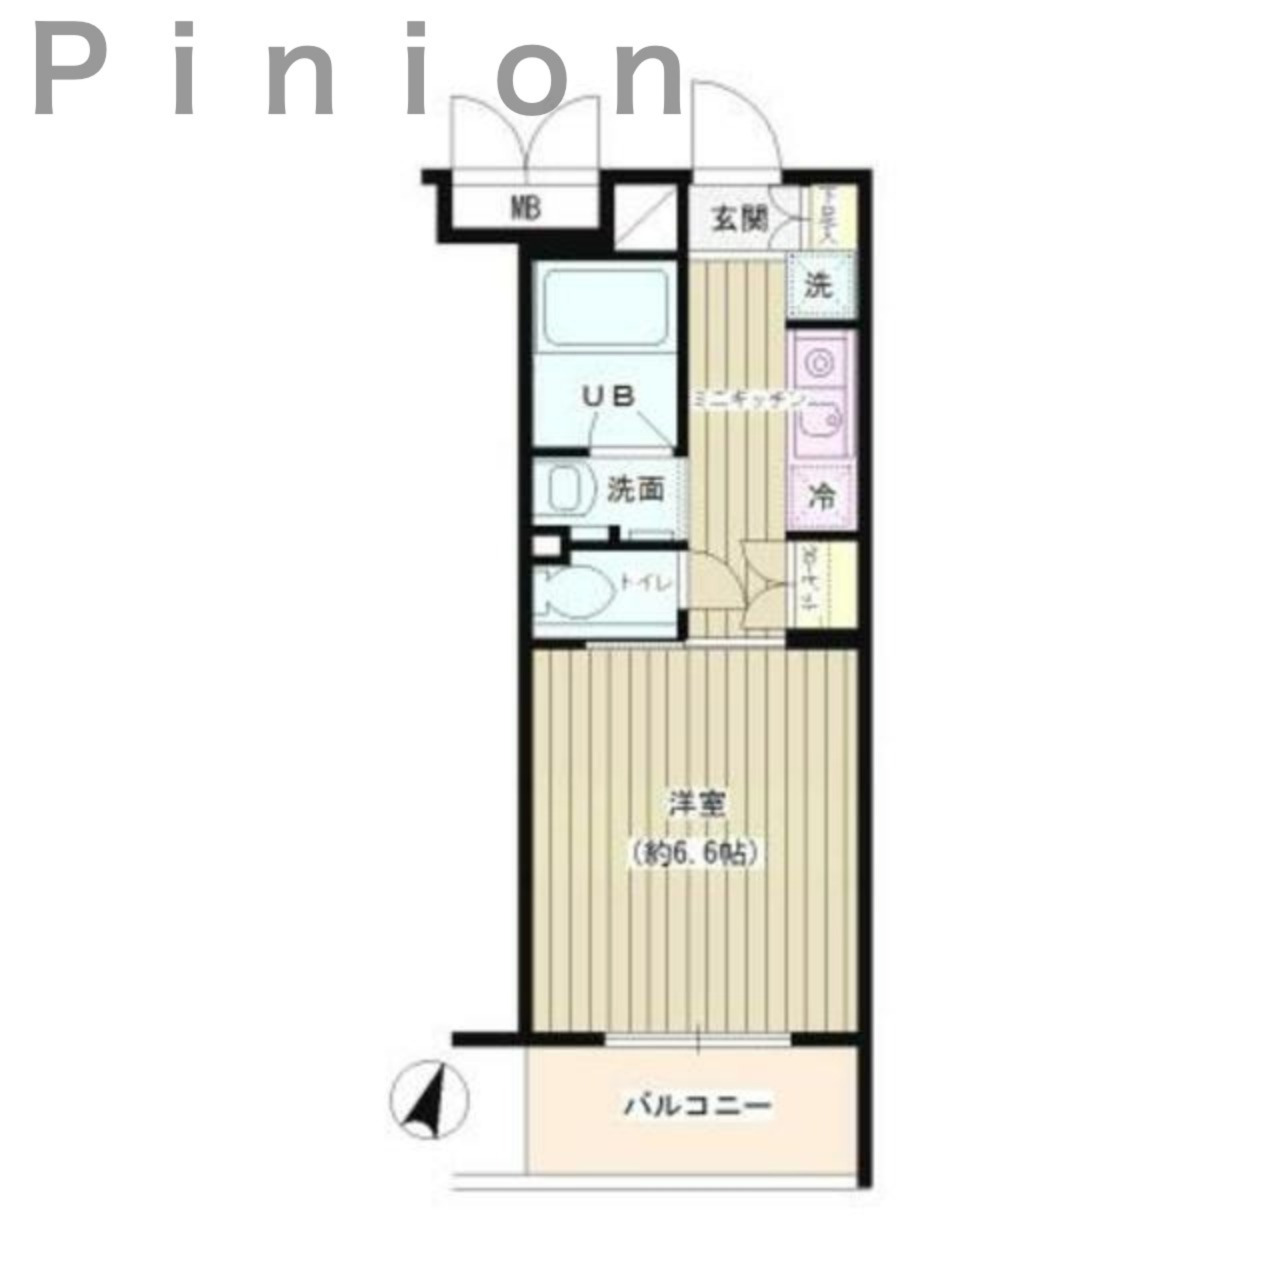 Pinion
MB
玄関
下足入
洗
UB
ミニキッチン
洗面
冷
トイレ
クローゼット
洋室
(約6.6帖)
バルコニー